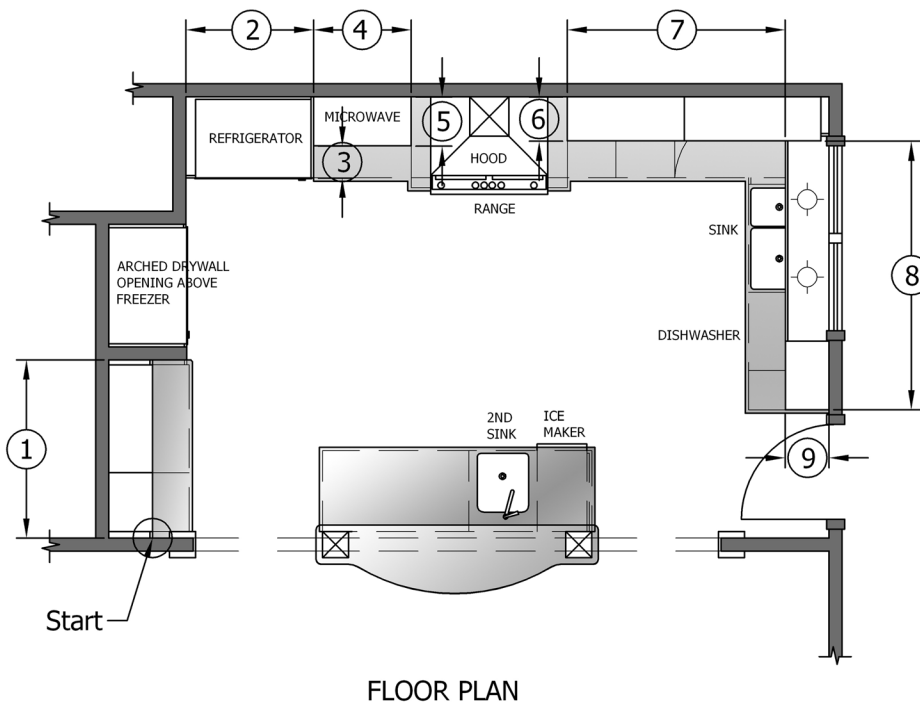 2
4
7
MICROWAVE
5
6
REFRIGERATOR
3
HOOD
RANGE
SINK
ARCHED DRYWALL
OPENING ABOVE
FREEZER
8
DISHWASHER
1
2ND
SINK
ICE
MAKER
9
Start
FLOOR PLAN